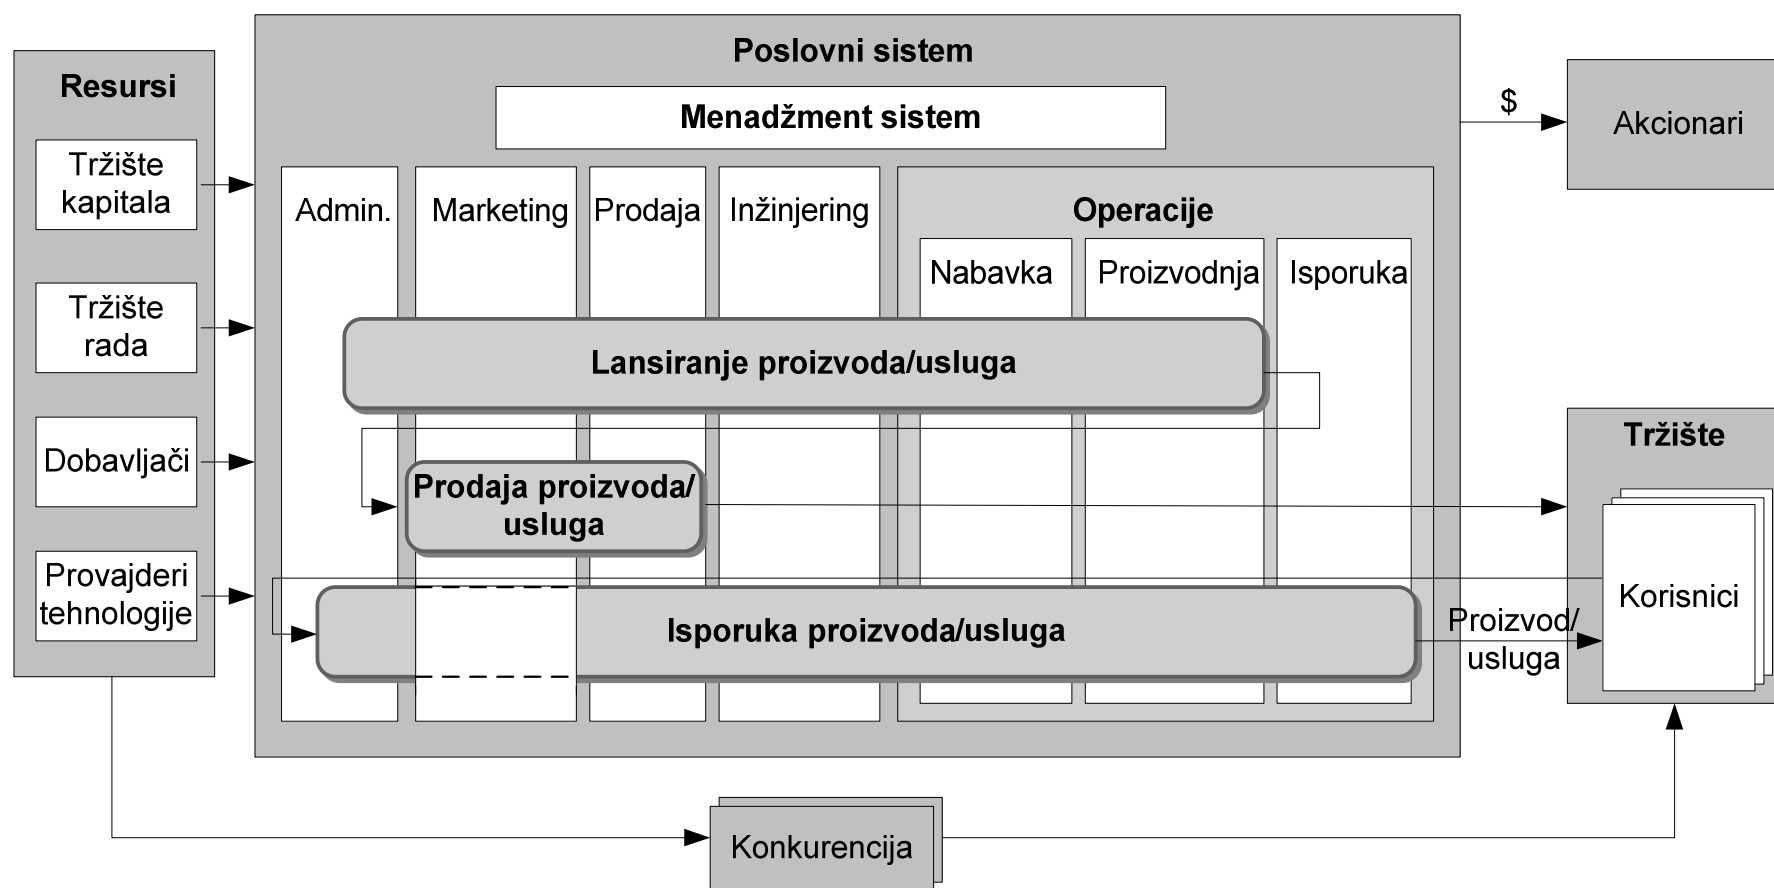 Poslovni sistem
Resursi
Menadžment sistem
$
Akcionari
Tržište
kapitala
Admin.
Marketing
Prodaja
Inžinjering
Operacije
Nabavka
Proizvodnja
Isporuka
Tržište
rada
Lansiranje proizvoda/usluga
Dobavljači
Prodaja proizvoda/
usluga
Tržište
Provajderi
tehnologije
Isporuka proizvoda/usluga
Proizvod/
usluga
Korisnici
Konkurencija